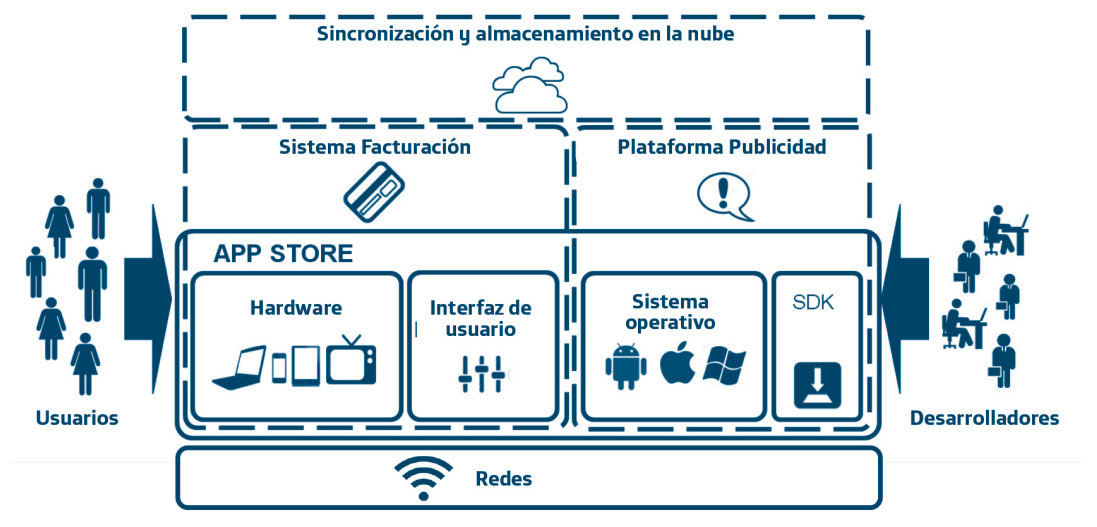 Sincronización y almacenamiento en la nube
Sistema Facturación
Plataforma Publicidad
APP STORE
Hardware
Interfaz de
usuario
Sistema
operativo
SDK
Usuarios
Desarrolladores
Redes